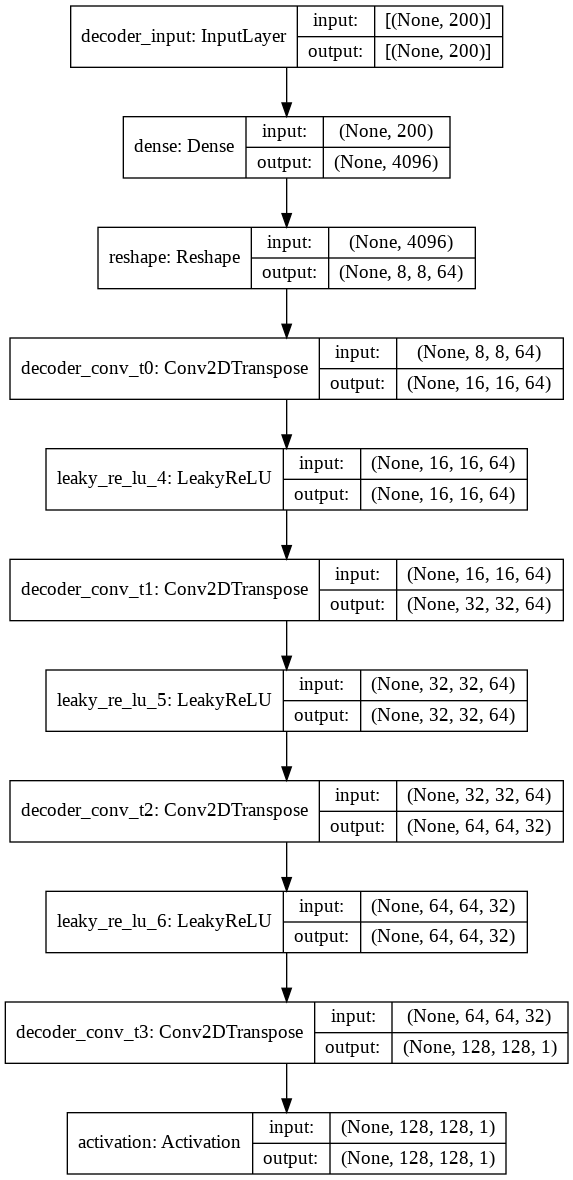 decoder_input: InputLayer
input: [(None, 200)]
output: [(None, 200)]
dense: Dense
input: (None, 200)
output: (None, 4096)
reshape: Reshape
input: (None, 4096)
output: (None, 8, 8, 64)
decoder_conv_t0: Conv2DTranspose
input: (None, 8, 8, 64)
output: (None, 16, 16, 64)
leaky_re_lu_4: LeakyReLU
input: (None, 16, 16, 64)
output: (None, 16, 16, 64)
decoder_conv_t1: Conv2DTranspose
input: (None, 16, 16, 64)
output: (None, 32, 32, 64)
leaky_re_lu_5: LeakyReLU
input: (None, 32, 32, 64)
output: (None, 32, 32, 64)
decoder_conv_t2: Conv2DTranspose
input: (None, 32, 32, 64)
output: (None, 64, 64, 32)
leaky_re_lu_6: LeakyReLU
input: (None, 64, 64, 32)
output: (None, 64, 64, 32)
decoder_conv_t3: Conv2DTranspose
input: (None, 64, 64, 32)
output: (None, 128, 128, 1)
activation: Activation
input: (None, 128, 128, 1)
output: (None, 128, 128, 1)